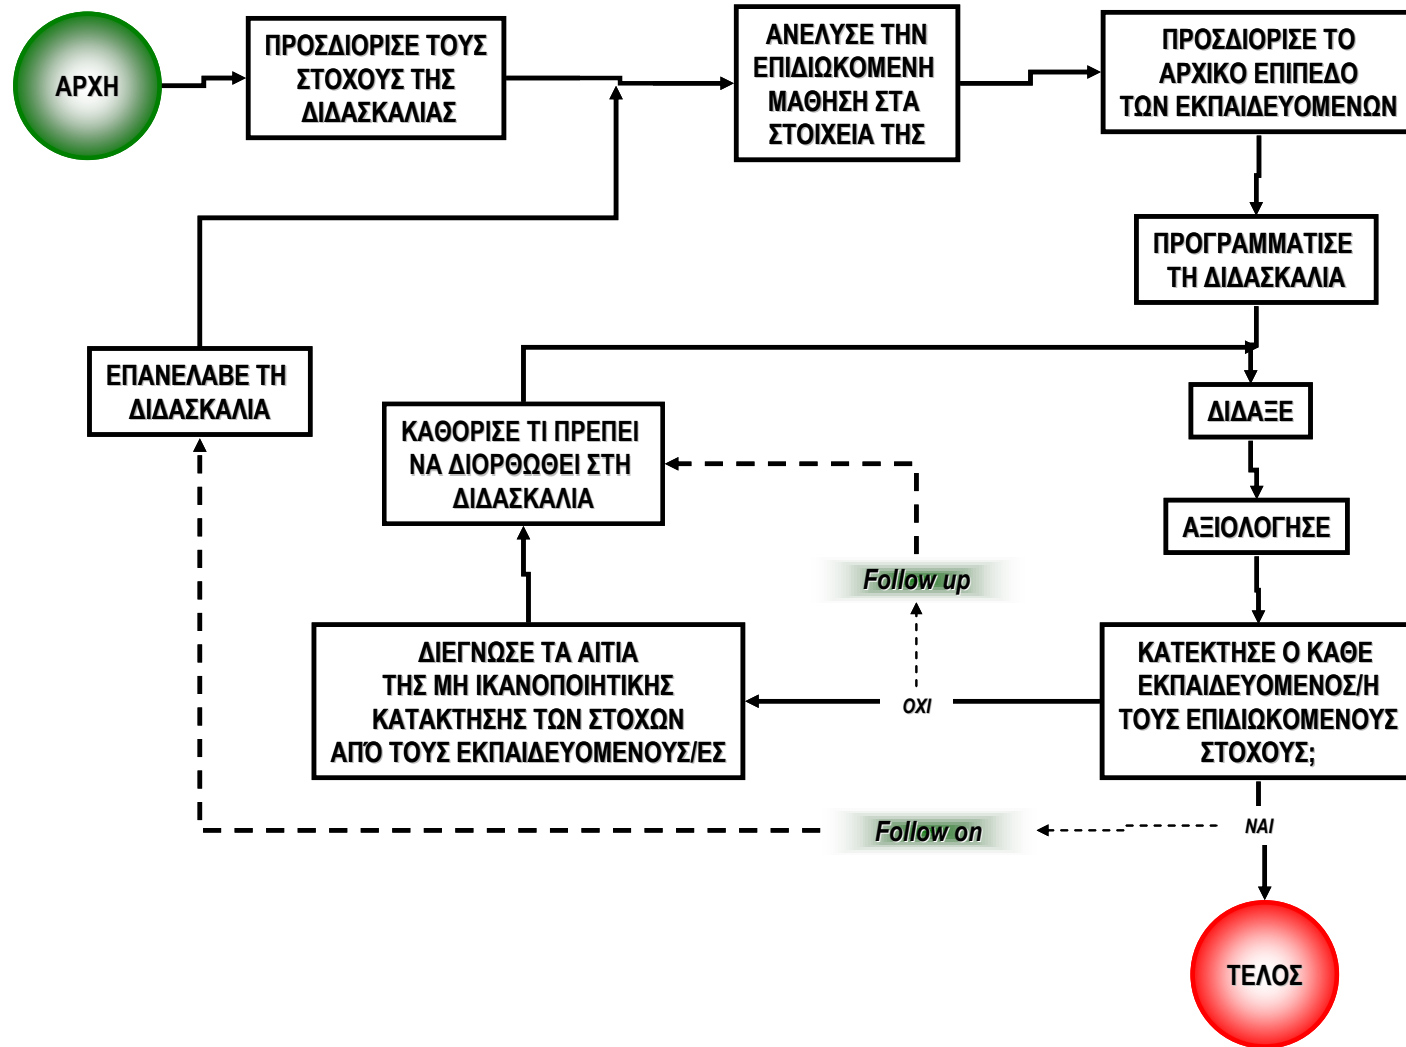 ΑΡΧΗ
ΠΡΟΣΔΙΟΡΙΣΕ ΤΟΥΣ
ΣΤΟΧΟΥΣ ΤΗΣ
ΔΙΔΑΣΚΑΛΙΑΣ
ΑΝΕΛΥΣΕ ΤΗΝ
ΕΠΙΔΙΩΚΟΜΕΝΗ
ΜΑΘΗΣΗ ΣΤΑ
ΣΤΟΙΧΕΙΑ ΤΗΣ
ΠΡΟΣΔΙΟΡΙΣΕ ΤΟ
ΑΡΧΙΚΟ ΕΠΙΠΕΔΟ
ΤΩΝ ΕΚΠΑΙΔΕΥΟΜΕΝΩΝ
ΠΡΟΓΡΑΜΜΑΤΙΣΕ
ΤΗ ΔΙΔΑΣΚΑΛΙΑ
ΕΠΑΝΕΛΑΒΕ ΤΗ
ΔΙΔΑΣΚΑΛΙΑ
ΚΑΘΟΡΙΣΕ ΤΙ ΠΡΕΠΕΙ
ΝΑ ΔΙΟΡΘΩΘΕΙ ΣΤΗ
ΔΙΔΑΣΚΑΛΙΑ
ΔΙΔΑΞΕ
ΑΞΙΟΛΟΓΗΣΕ
Follow up
ΔΙΕΓΝΩΣΕ ΤΑ ΑΙΤΙΑ
ΤΗΣ ΜΗ ΙΚΑΝΟΠΟΙΗΤΙΚΗΣ
ΚΑΤΑΚΤΗΣΗΣ ΤΩΝ ΣΤΟΧΩΝ
ΑΠΌ ΤΟΥΣ ΕΚΠΑΙΔΕΥΟΜΕΝΟΥΣ/ΕΣ
ΟΧΙ
ΚΑΤΕΚΤΗΣΕ Ο ΚΑΘΕ
ΕΚΠΑΙΔΕΥΟΜΕΝΟΣ/Η
ΤΟΥΣ ΕΠΙΔΙΩΚΟΜΕΝΟΥΣ
ΣΤΟΧΟΥΣ;
Follow on
ΝΑΙ
ΤΕΛΟΣ